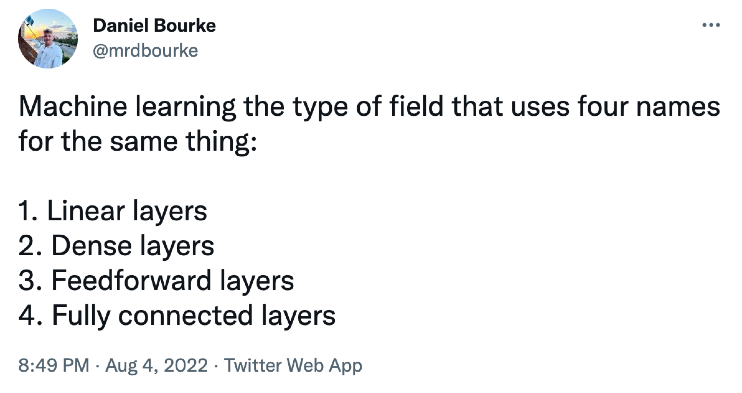 Daniel Bourke
@mrdbourke
Machine learning the type of field that uses four names
for the same thing:
1. Linear layers
2. Dense layers
3. Feedforward layers
4. Fully connected layers
8:49 PM · Aug 4, 2022 · Twitter Web App